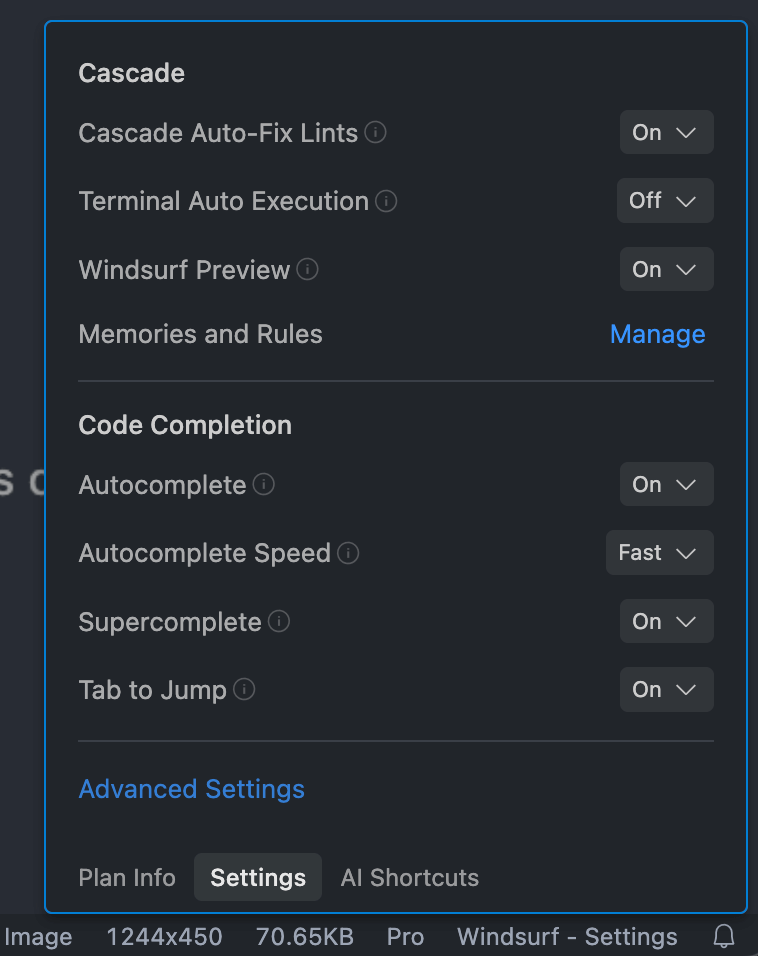 Cascade
Cascade Auto-Fix Lints On
Terminal Auto Execution Off
Windsurf Preview On
Memories and Rules Manage
Code Completion
Autocomplete On
Autocomplete Speed Fast
Supercomplete On
Tab to Jump On
Advanced Settings
Plan Info Settings AI Shortcuts
Image 1244x450 70.65KB Pro Windsurf - Settings